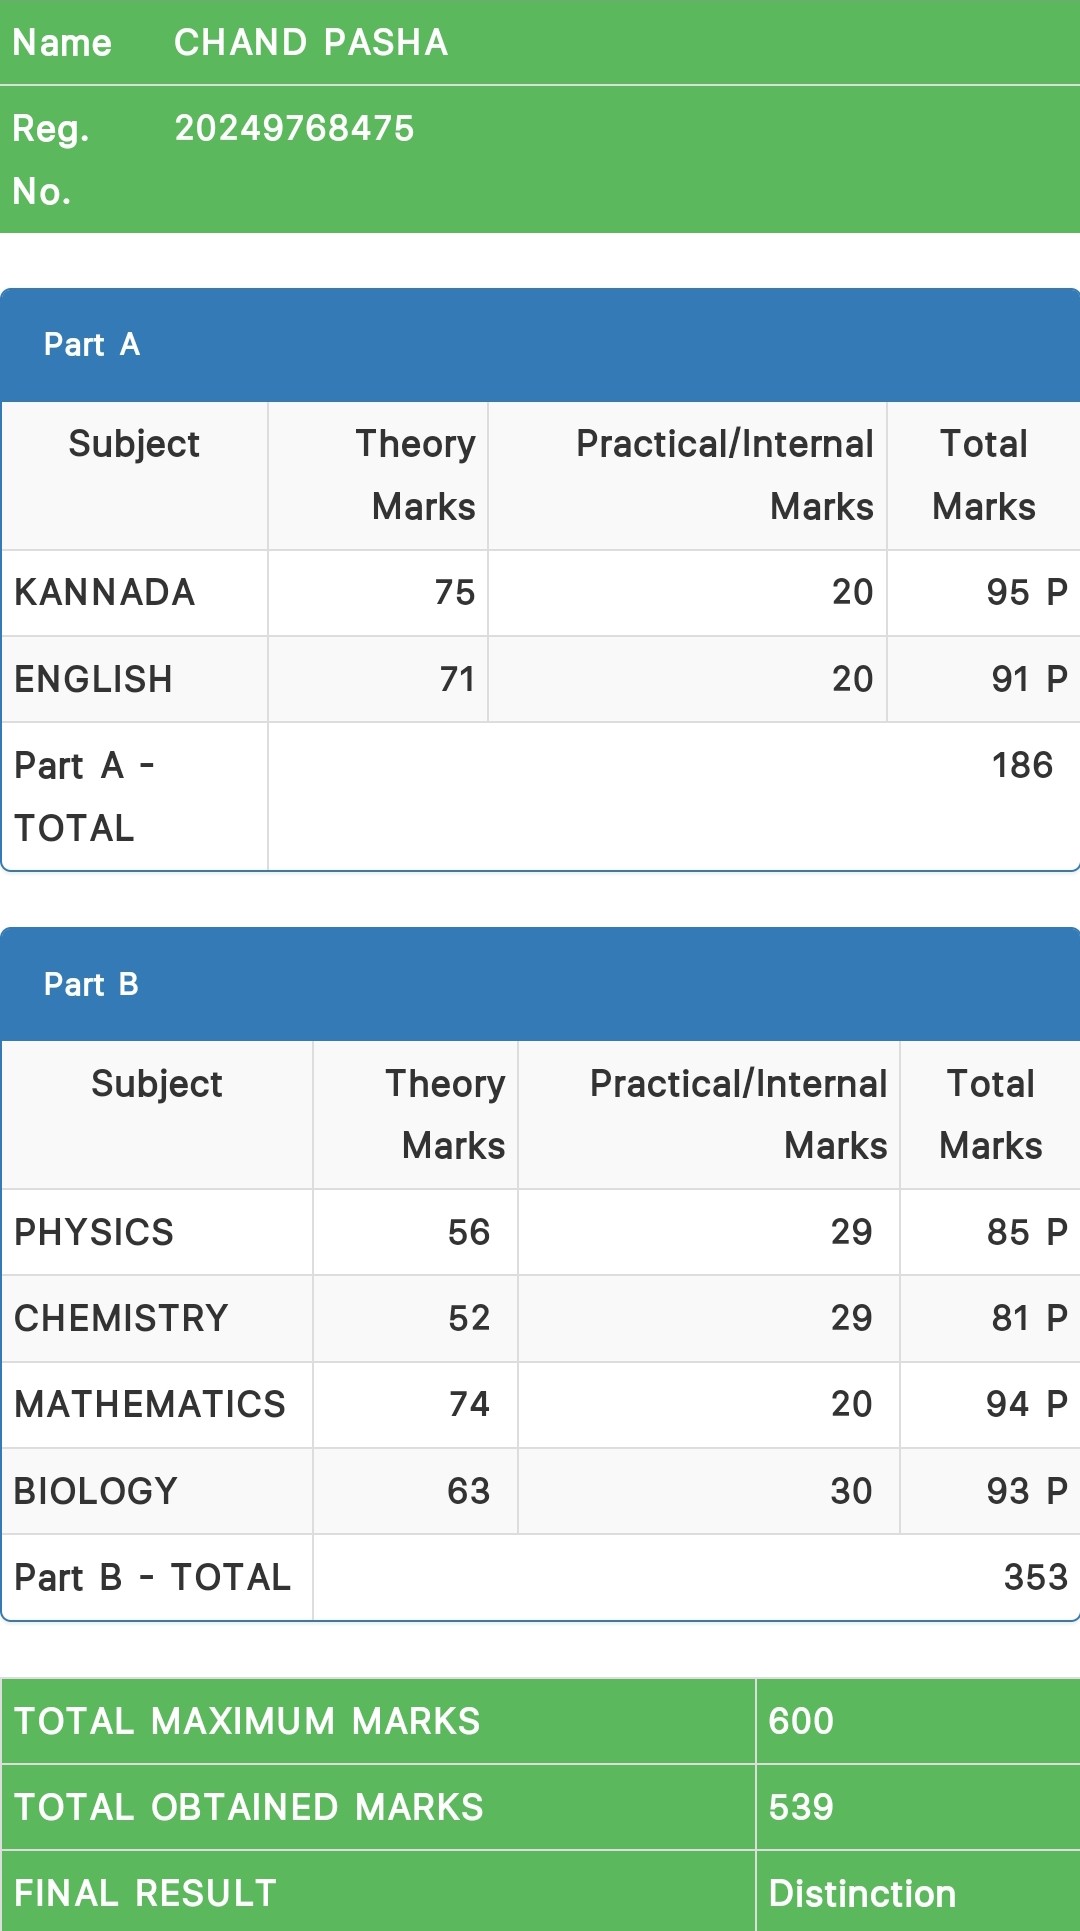 Name CHAND PASHA
Reg. 20249768475
No.
Part A
Subject Theory Practical/Internal Total
Marks Marks Marks
KANNADA 75 20 95 P
ENGLISH 71 20 91 P
Part A - 186
TOTAL
Part B
Subject Theory Practical/Internal Total
Marks Marks Marks
PHYSICS 56 29 85 P
CHEMISTRY 52 29 81 P
MATHEMATICS 74 20 94 P
BIOLOGY 63 30 93 P
Part B - TOTAL 353
TOTAL MAXIMUM MARKS 600
TOTAL OBTAINED MARKS 539
FINAL RESULT Distinction